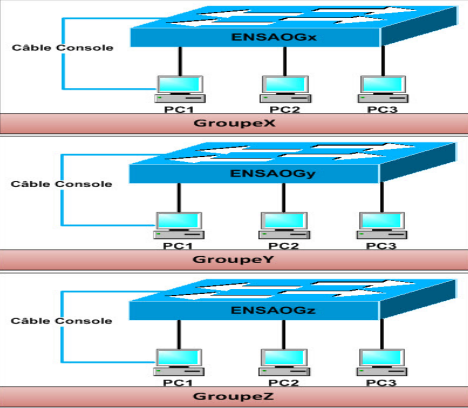 ENSAOGx
Câble Console
PC1 PC2 PC3
GroupeX
ENSAOGy
Câble Console
PC1 PC2 PC3
GroupeY
ENSAOGz
Câble Console
PC1 PC2 PC3
GroupeZ